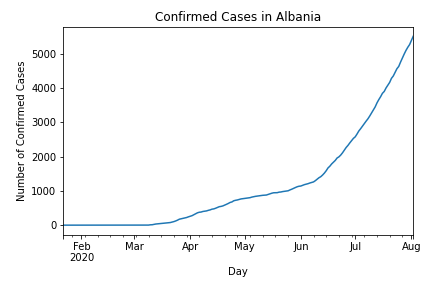 Confirmed Cases in Albania
Number of Confirmed Cases
5000
4000
3000
2000
1000
0
Feb Mar Apr May Jun Jul Aug
2020
Day